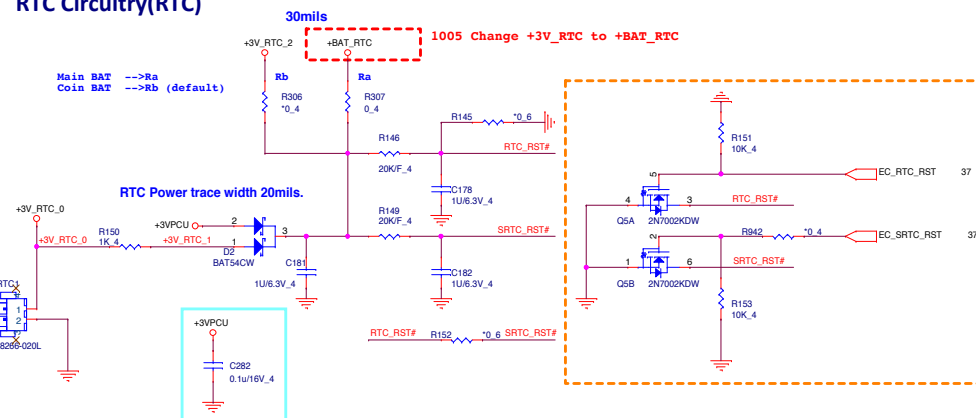 RTC Circuitry(RTC)
30mils
+3V_RTC_2
+BAT_RTC
1005 Change +3V_RTC to +BAT_RTC
Main BAT -->Ra
Coin BAT -->Rb (default)
Rb
Ra
R306
*0_4
R307
0_4
R145
*0_6
R146
20K/F_4
RTC_RST#
C178
1U/6.3V_4
RTC Power trace width 20mils.
+3V_RTC_0
+3VPCU
2
1
3
R149
20K/F_4
SRTC_RST#
+3V_RTC_0
R150
1K_4
+3V_RTC_1
D2
BAT54CW
C181
1U/6.3V_4
C182
1U/6.3V_4
1
2
8266-020L
+3VPCU
C282
0.1u/16V_4
RTC_RST#
R152
*0_6
SRTC_RST#
R151
10K_4
5
EC_RTC_RST
37
4
3
RTC_RST#
Q5A
2N7002KDW
2
R942
*0_4
EC_SRTC_RST
37
1
6
SRTC_RST#
Q5B
2N7002KDW
R153
10K_4